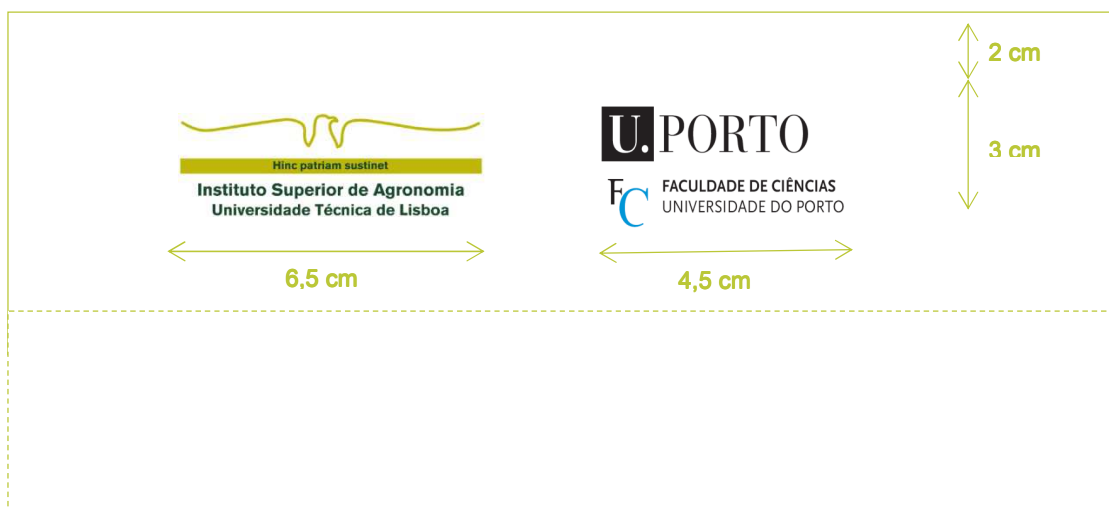 2 cm
U.PORTO
3 cm
Hinc patriam sustinet
Instituto Superior de Agronomia
Universidade Técnica de Lisboa
FC FACULDADE DE CIÊNCIAS
UNIVERSIDADE DO PORTO
6,5 cm
4,5 cm